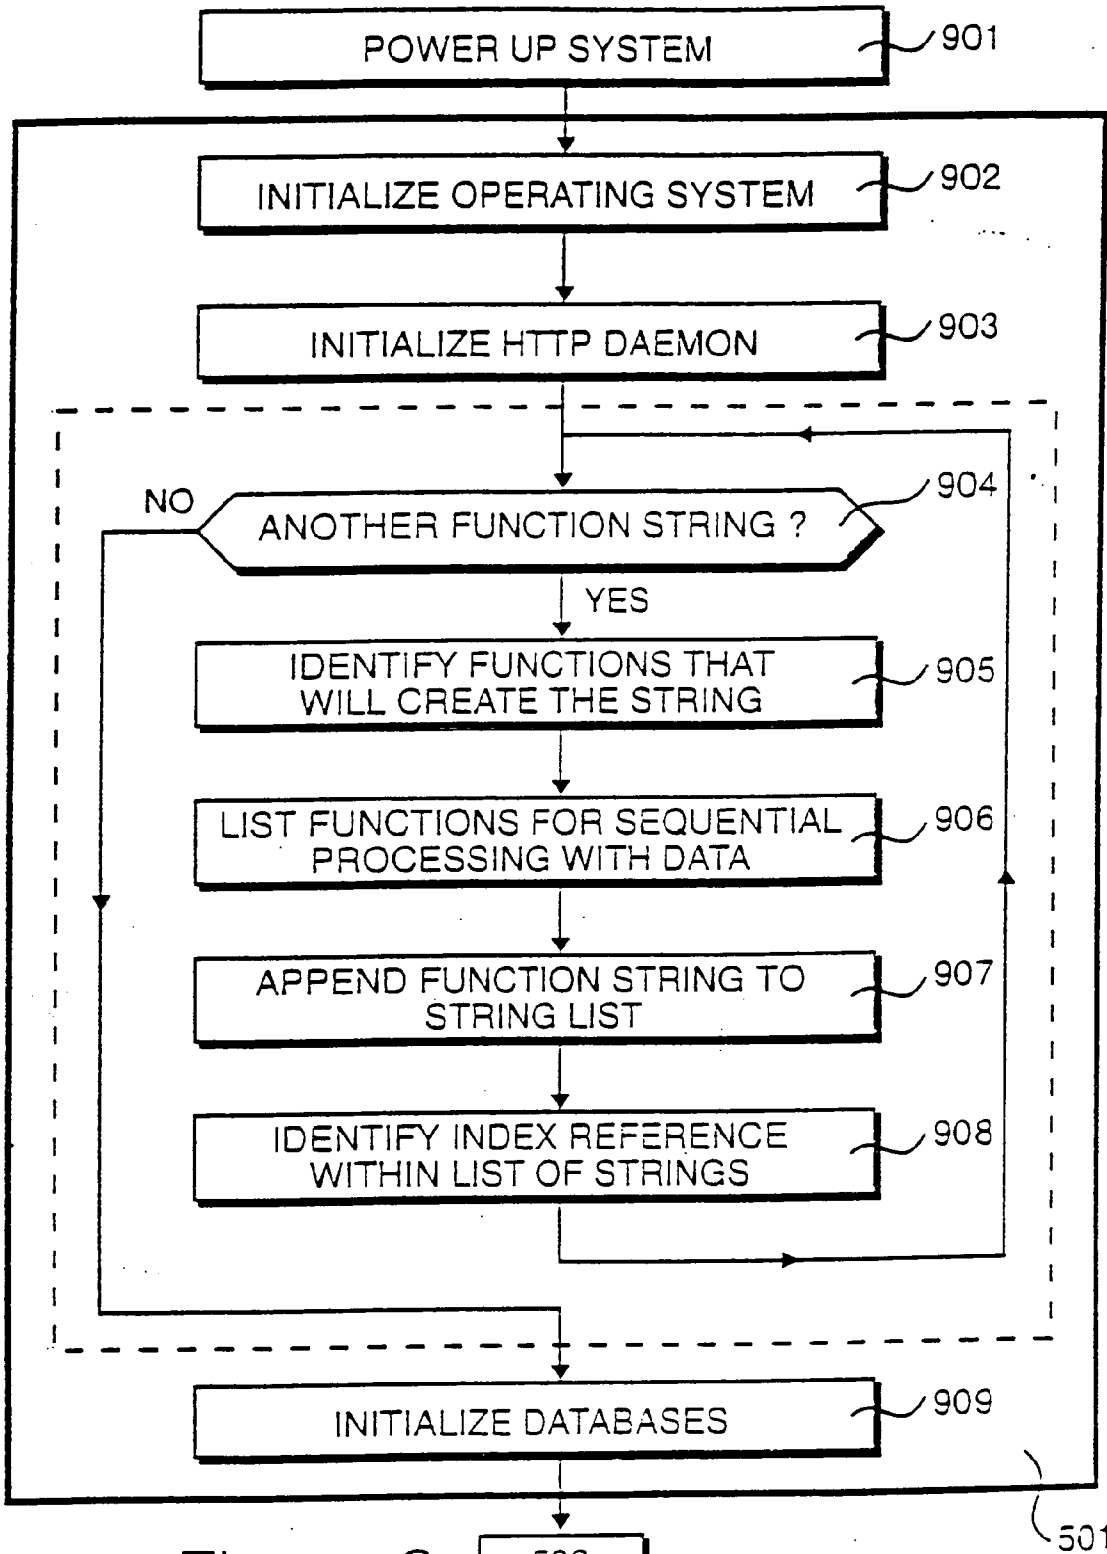 POWER UP SYSTEM
901
INITIALIZE OPERATING SYSTEM
902
INITIALIZE HTTP DAEMON
903
ANOTHER FUNCTION STRING ?
904
NO
YES
IDENTIFY FUNCTIONS THAT
WILL CREATE THE STRING
905
LIST FUNCTIONS FOR SEQUENTIAL
PROCESSING WITH DATA
906
APPEND FUNCTION STRING TO
STRING LIST
907
IDENTIFY INDEX REFERENCE
WITHIN LIST OF STRINGS
908
INITIALIZE DATABASES
909
501